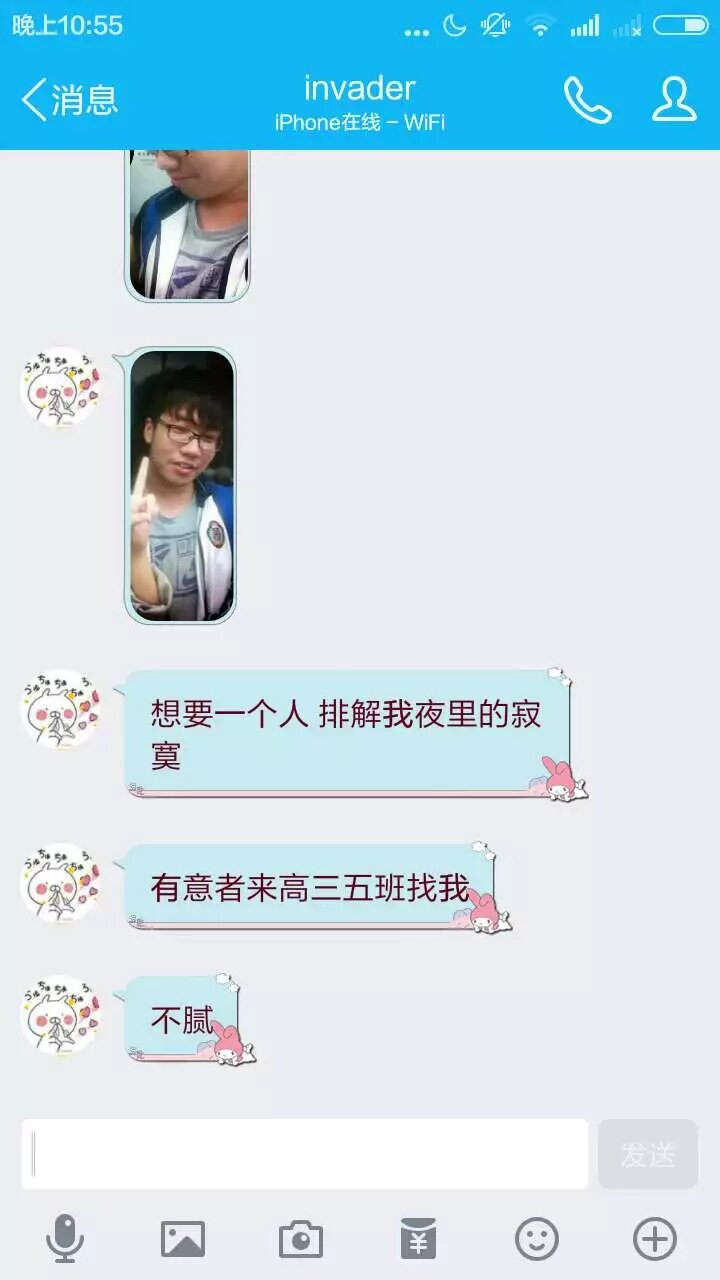 晚上10:55
消息
invader
iPhone在线 – WiFi
想要一个人 排解我夜里的寂
寞
有意者来高三五班找我
不腻
发送